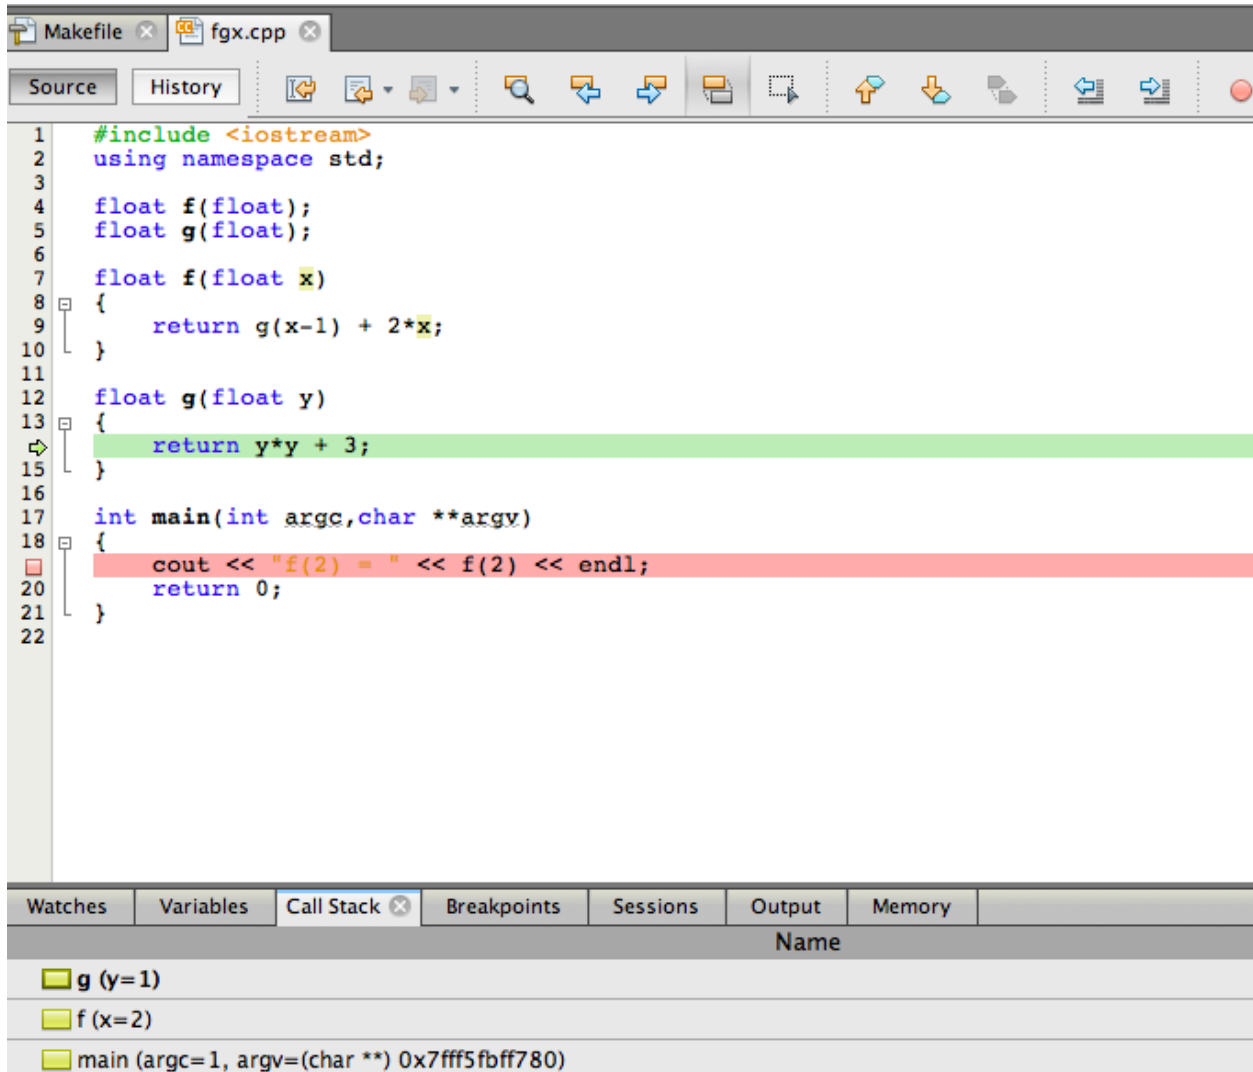 Makefile fgx.cpp
Source History
1 #include <iostream>
2 using namespace std;
3
4 float f(float);
5 float g(float);
6
7 float f(float x)
8 {
9 return g(x-1) + 2*x;
10 }
11
12 float g(float y)
13 {
return y*y + 3;
15 }
16
17 int main(int argc,char **argv)
18 {
cout << "f(2) = " << f(2) << endl;
20 return 0;
21 }
22
Watches Variables Call Stack Breakpoints Sessions Output Memory
Name
g (y=1)
f (x=2)
main (argc=1, argv=(char **) 0x7fff5fbff780)